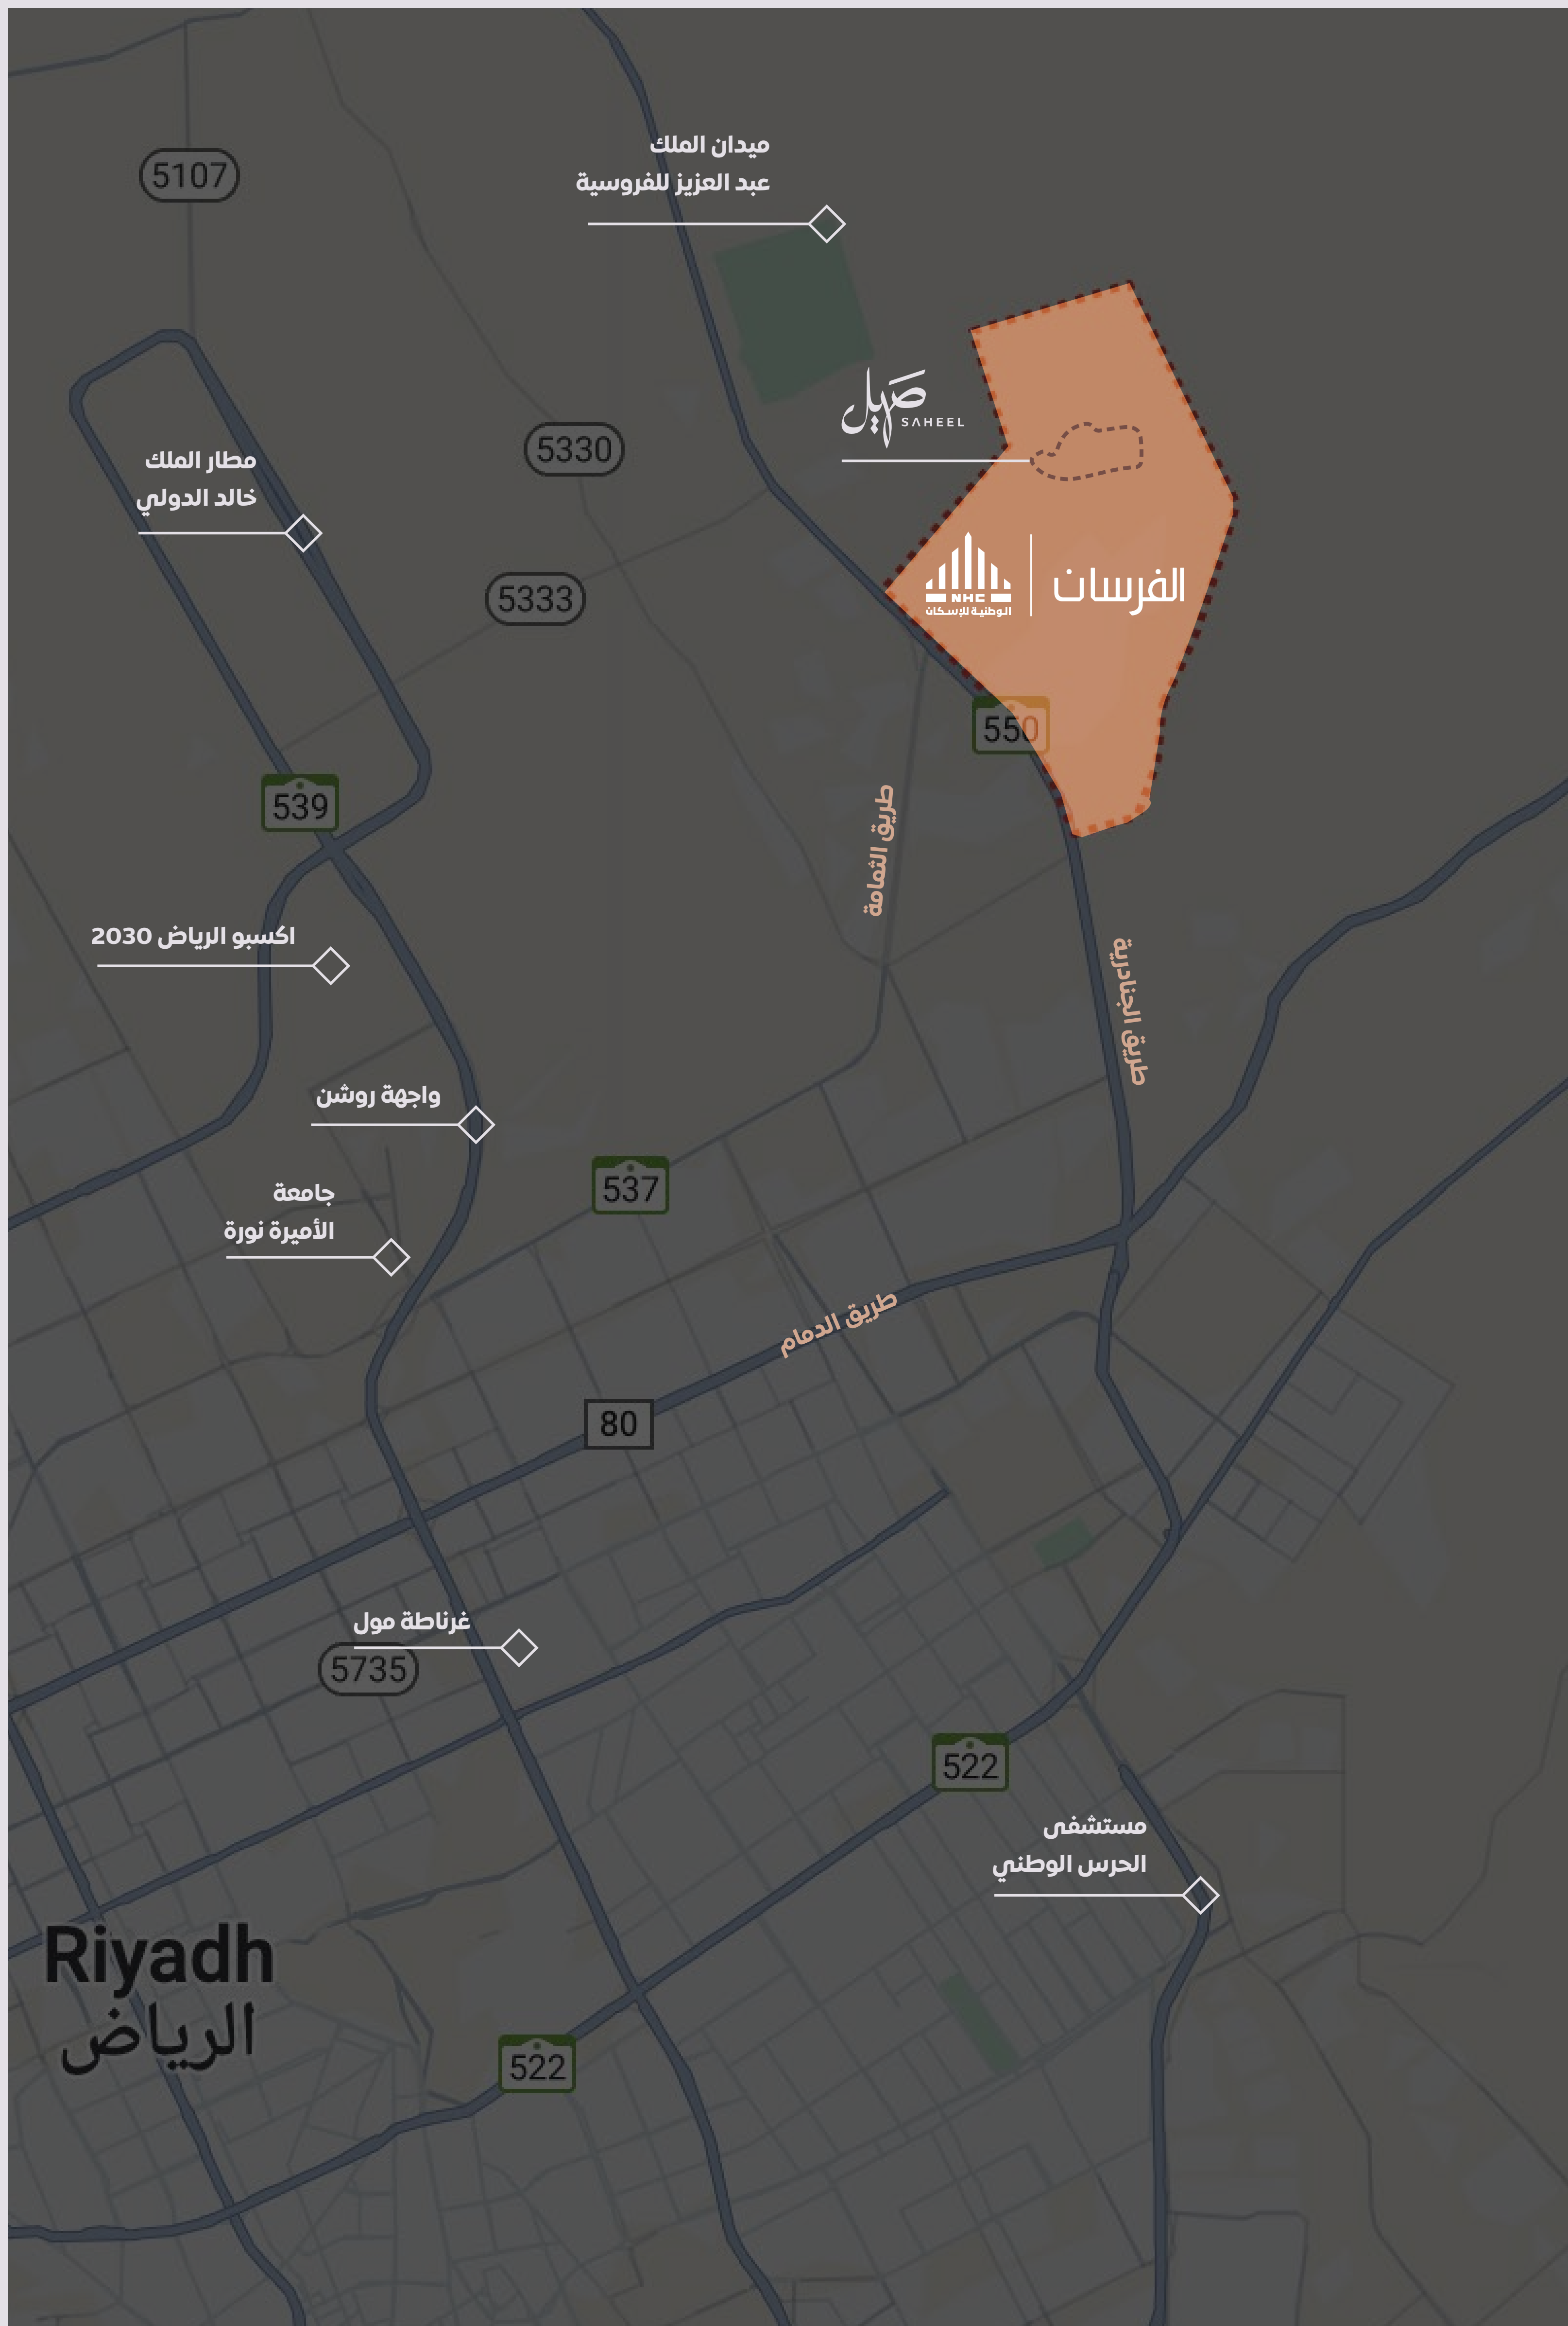 ميدان الملك
عبد العزيز للفروسية
5107
صهيل
SAHEEL
5330
مطار الملك
خالد الدولي
5333
الفرسان
NHC
الوطنية للإسكان
550
539
طريق الثمامة
اكسبو الرياض 2030
طريق الجنادرية
واجهة روشن
537
جامعة
الأميرة نورة
طريق الدمام
80
غرناطة مول
5735
522
مستشفى
الحرس الوطني
Riyadh
الرياض
522